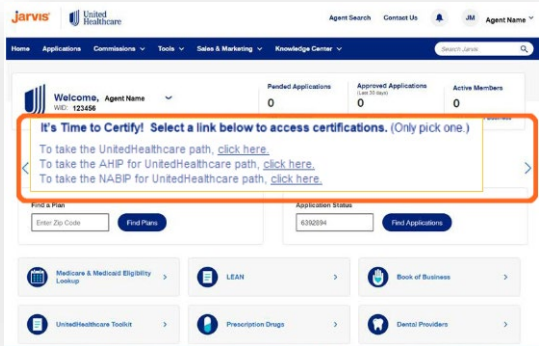 jarvis
United
Healthcare
Agent Search
Contact Us
JM
Agent Name
Home
Applications
Commissions
Tools
Sales & Marketing
Knowledge Center
Search Jarvis
Welcome, Agent Name
WID: 123456
Pended Applications
0
Approved Applications
(Last 30 days)
0
Active Members
0
It's Time to Certify! Select a link below to access certifications. (Only pick one.)
To take the UnitedHealthcare path, click here.
To take the AHIP for UnitedHealthcare path, click here.
To take the NABIP for UnitedHealthcare path, click here.
Find a Plan
Enter Zip Code
Find Plans
Application Status
6392894
Find Applications
Medicare & Medicaid Eligibility
Lookup
LEAN
Book of Business
UnitedHealthcare Toolkit
Prescription Drugs
Dental Providers